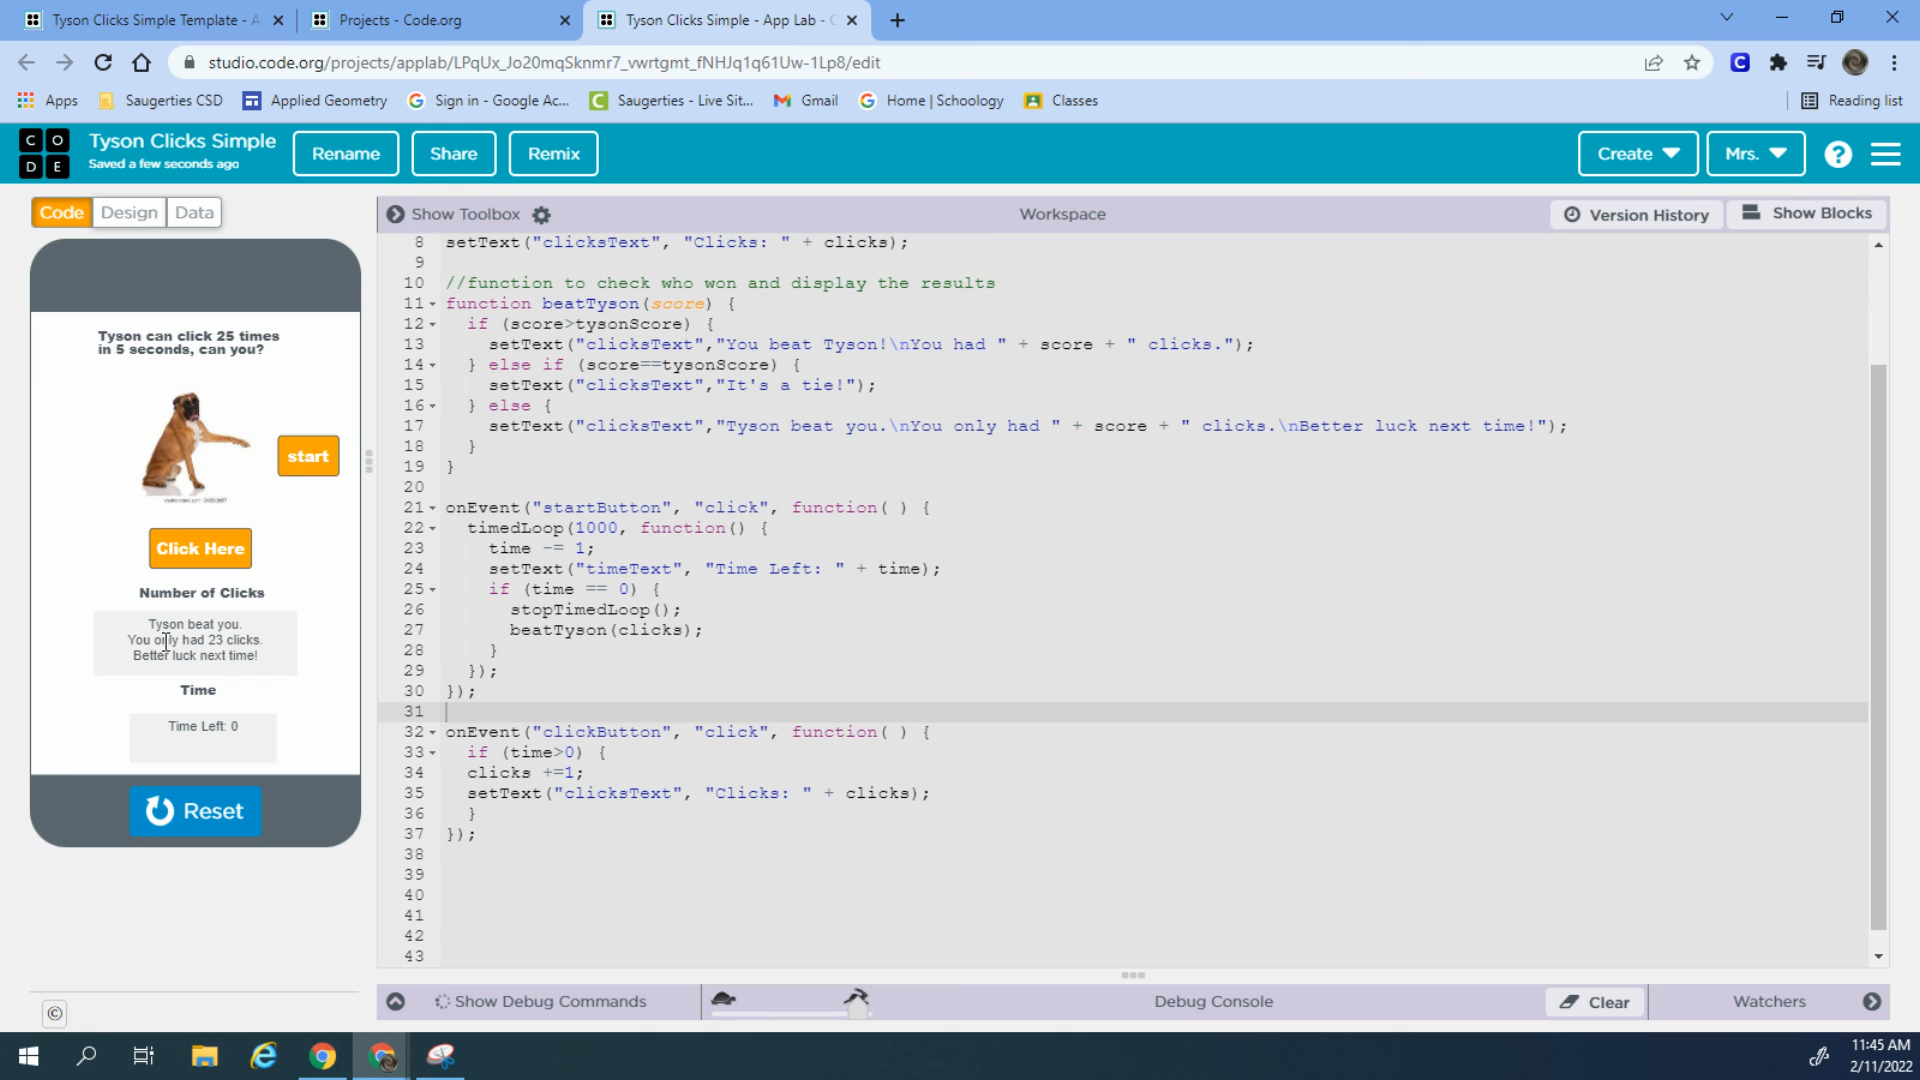 Tyson Clicks Simple Template - A
Projects - Code.org
Tyson Clicks Simple - App Lab - C
studio.code.org/projects/applab/LPqUx_Jo20mqSknmr7_vwrtgmt_fNHJq1q61Uw-1Lp8/edit
Apps
Saugerties CSD
Applied Geometry
Sign in - Google Ac...
Saugerties - Live Sit...
Gmail
Home | Schoology
Classes
Reading list
C O
D E
Tyson Clicks Simple
Saved a few seconds ago
Rename
Share
Remix
Create
Mrs.
?
Code
Design
Data
Show Toolbox
Workspace
Version History
Show Blocks
Tyson can click 25 times
in 5 seconds, can you?
start
Click Here
Number of Clicks
Tyson beat you.
You only had 23 clicks.
Better luck next time!
Time
Time Left: 0
Reset
©
8 setText("clicksText", "Clicks: " + clicks);
9
10 //function to check who won and display the results
11 function beatTyson(score) {
12 if (score>tysonScore) {
13 setText("clicksText","You beat Tyson!\nYou had " + score + " clicks.");
14 } else if (score==tysonScore) {
15 setText("clicksText","It's a tie!");
16 } else {
17 setText("clicksText","Tyson beat you.\nYou only had " + score + " clicks.\nBetter luck next time!");
18 }
19 }
20
21 onEvent("startButton", "click", function( ) {
22 timedLoop(1000, function() {
23 time -= 1;
24 setText("timeText", "Time Left: " + time);
25 if (time == 0) {
26 stopTimedLoop();
27 beatTyson(clicks);
28 }
29 });
30 });
31
32 onEvent("clickButton", "click", function( ) {
33 if (time>0) {
34 clicks +=1;
35 setText("clicksText", "Clicks: " + clicks);
36 }
37 });
38
39
40
41
42
43
Show Debug Commands
Debug Console
Clear
Watchers
11:45 AM
2/11/2022